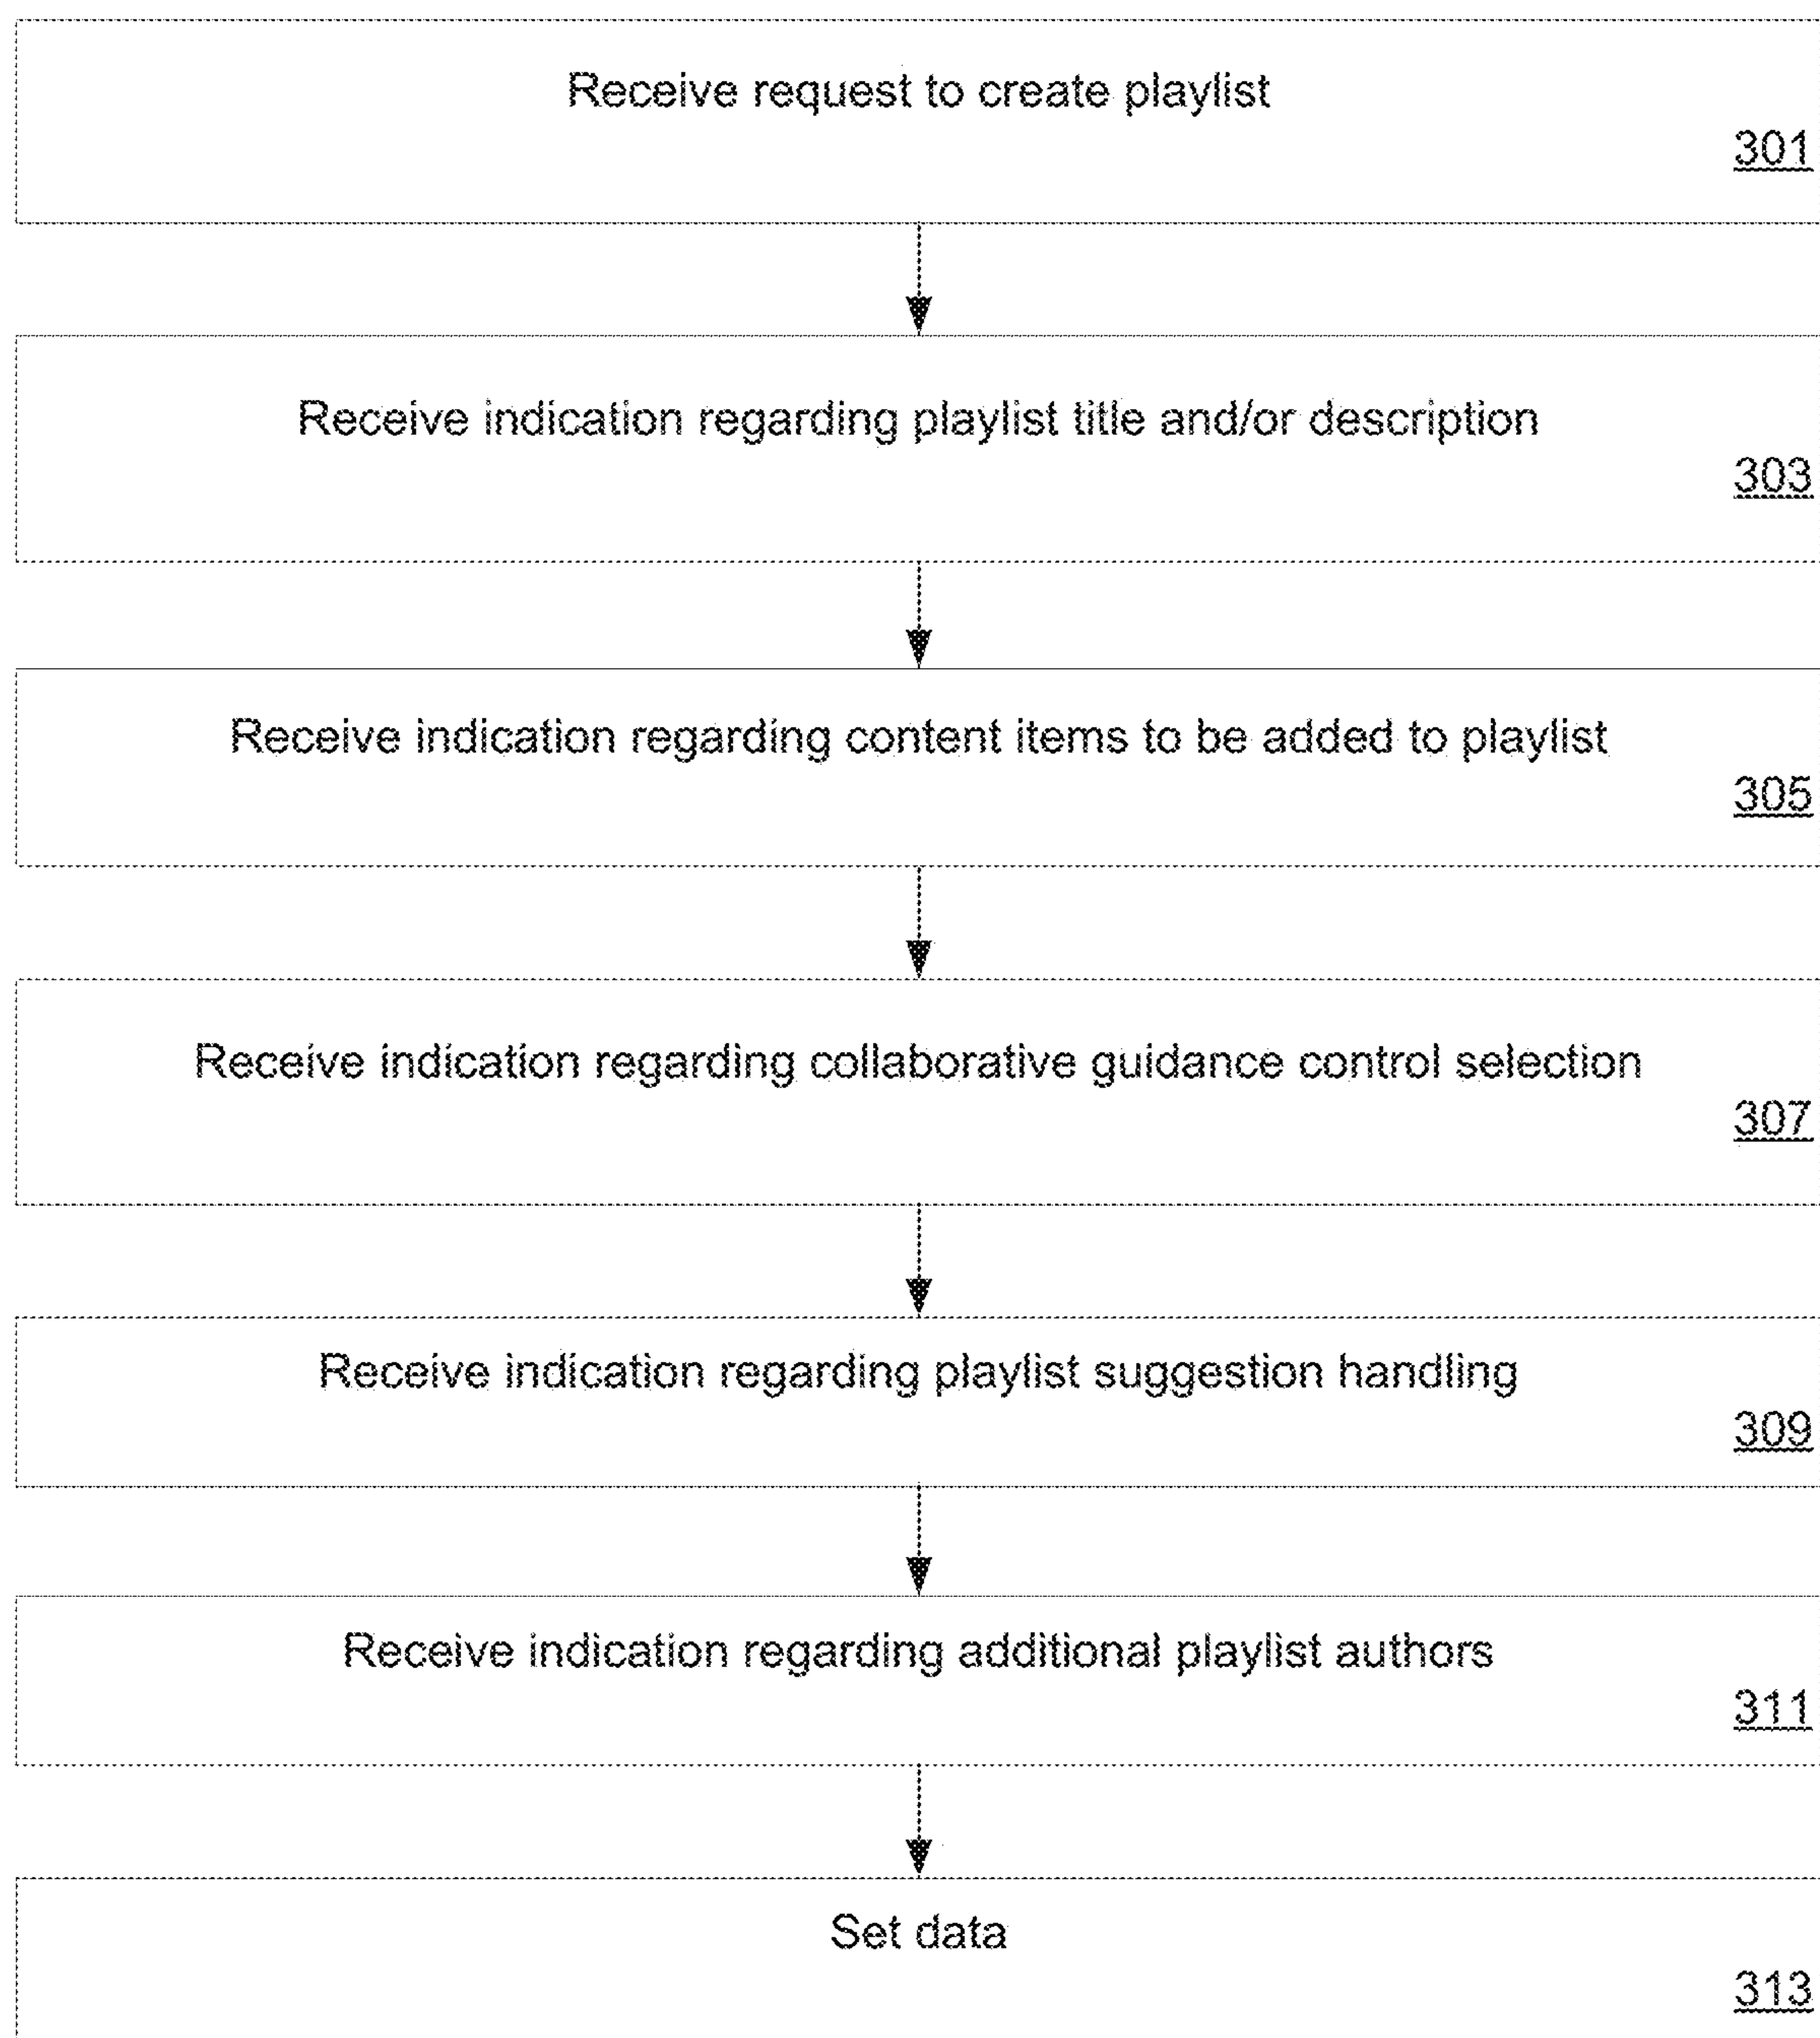 Receive request to create playlist
301
Receive indication regarding playlist title and/or description
303
Receive indication regarding content items to be added to playlist
305
Receive indication regarding collaborative guidance control selection
307
Receive indication regarding playlist suggestion handling
309
Receive indication regarding additional playlist authors
311
Set data
313